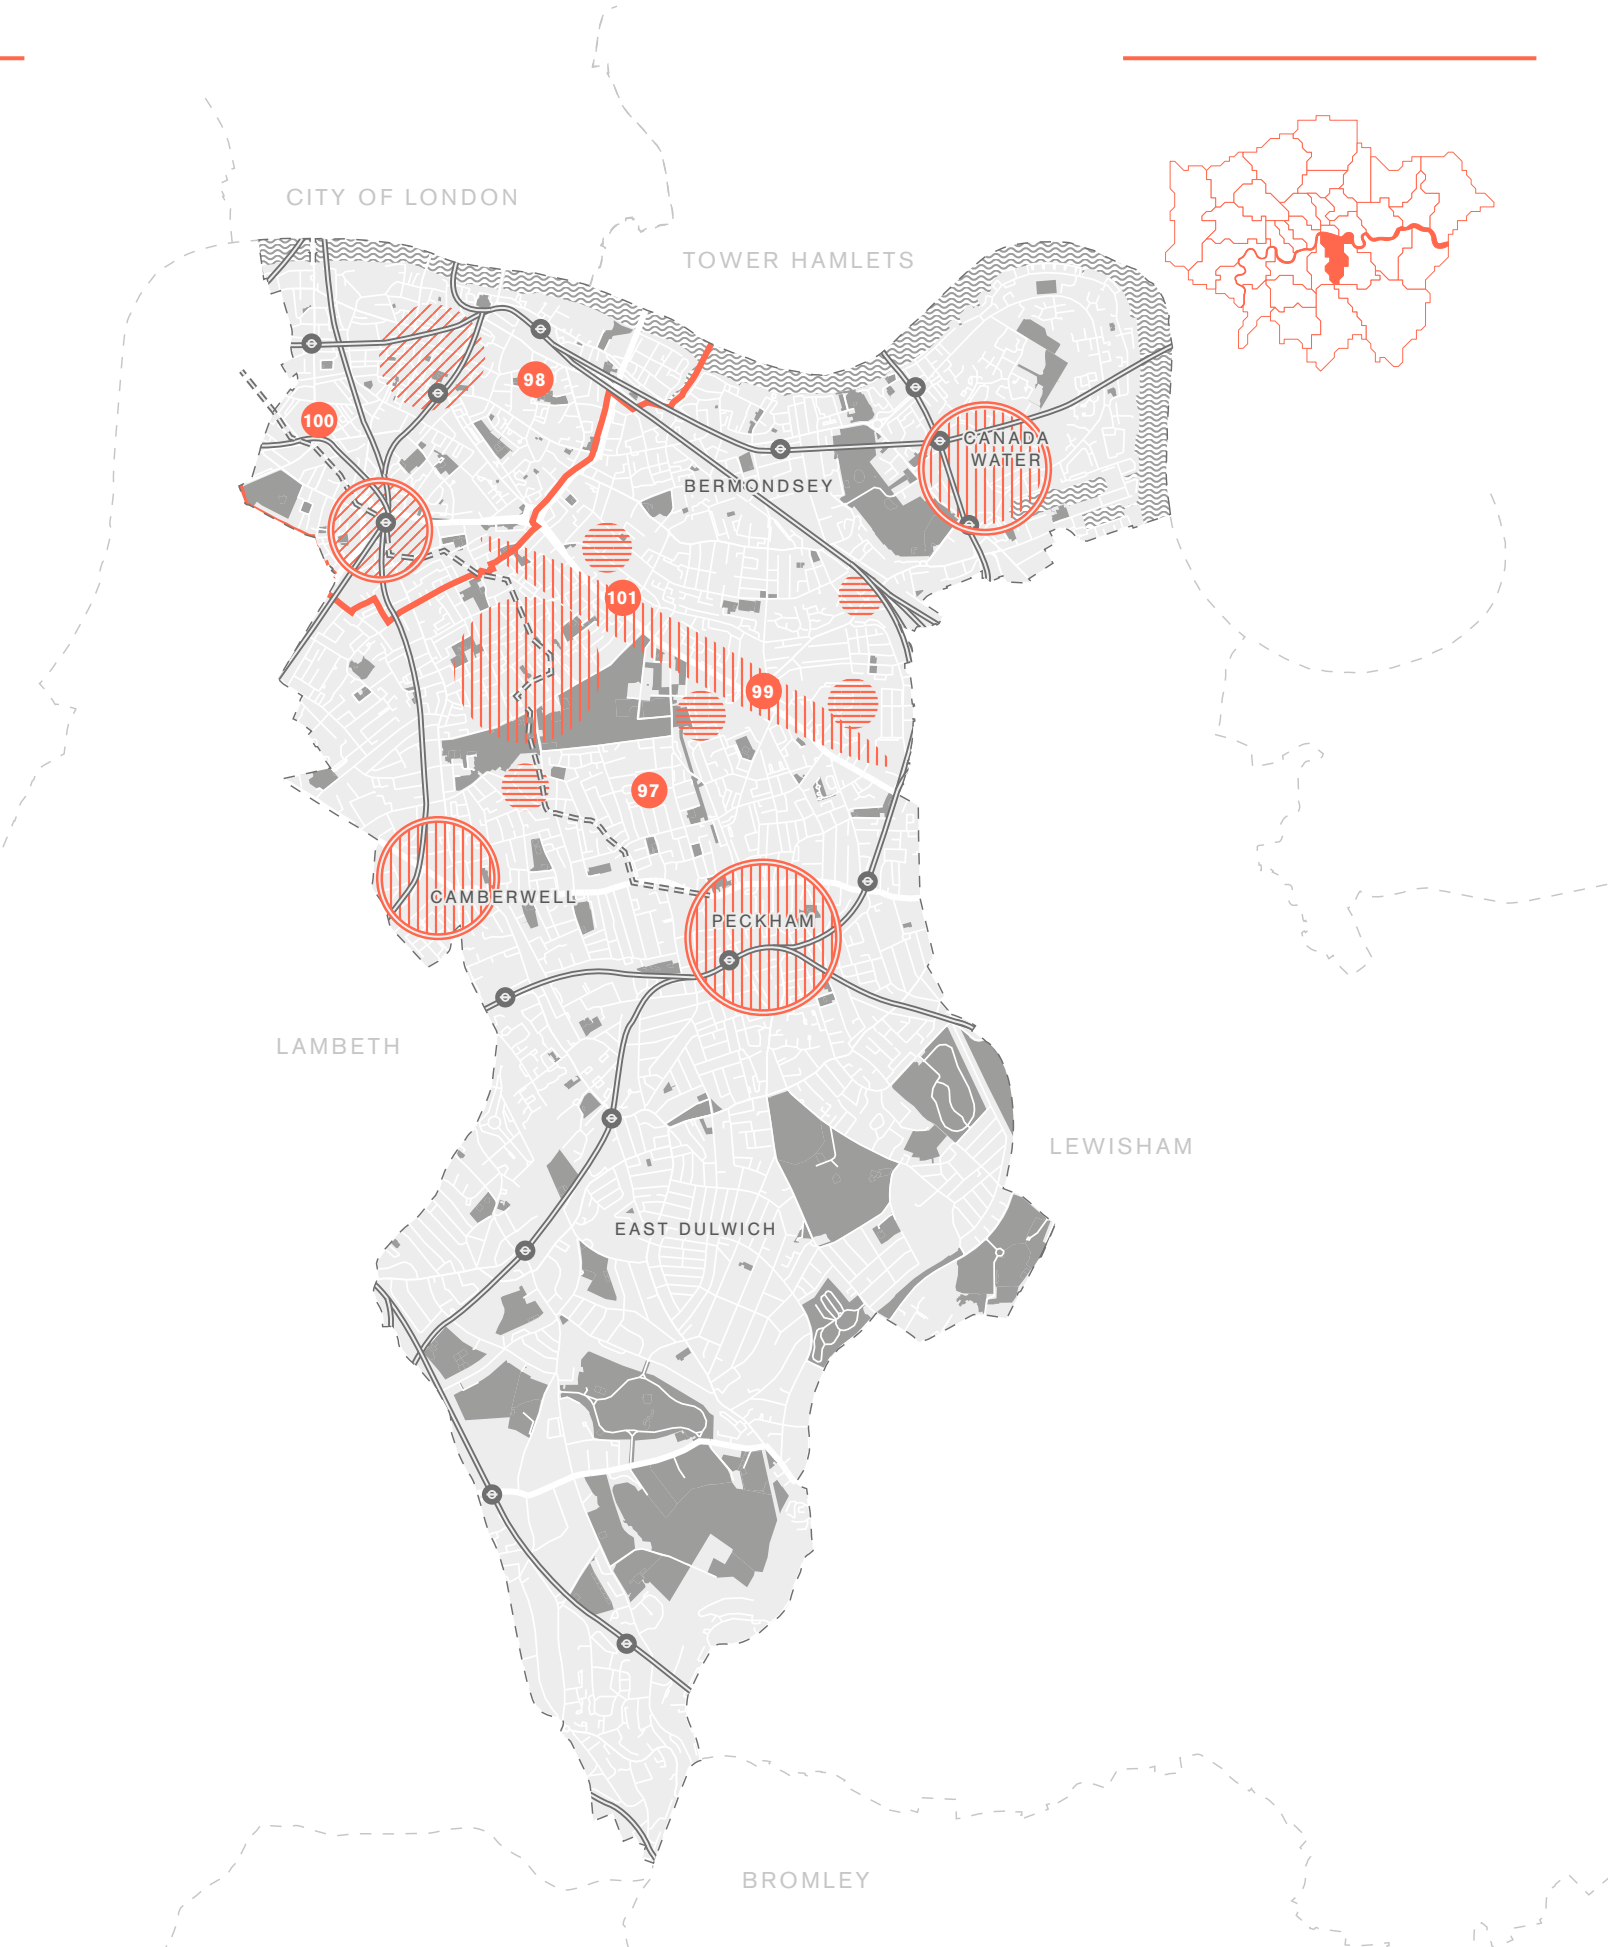 CITY OF LONDON
TOWER HAMLETS
98
100
CANADA
WATER
BERMONDSEY
101
99
97
CAMBERWELL
PECKHAM
LAMBETH
LEWISHAM
EAST DULWICH
BROMLEY